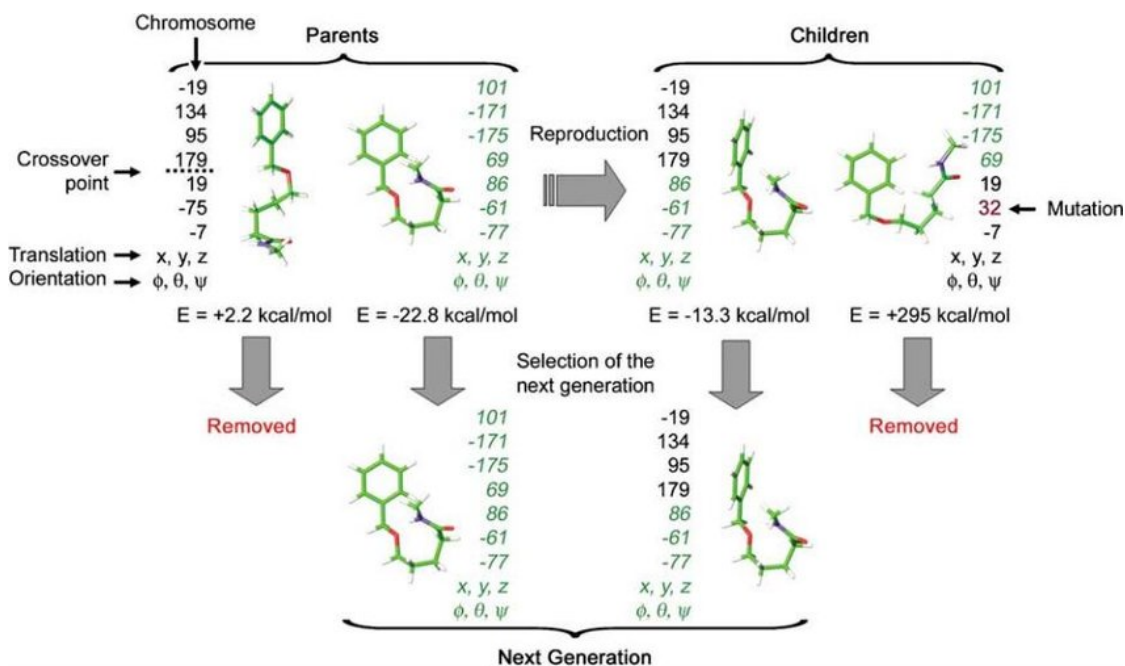 Chromosome
Parents
Children
-19
134
95
179
19
-75
-7
x, y, z
ϕ, θ, ψ
101
-171
-175
69
86
-61
-77
x, y, z
ϕ, θ, ψ
Crossover
point
Translation
Orientation
Reproduction
-19
134
95
179
86
-61
-77
x, y, z
ϕ, θ, ψ
101
-171
-175
69
19
32
-7
x, y, z
ϕ, θ, ψ
Mutation
E = +2.2 kcal/mol
E = -22.8 kcal/mol
E = -13.3 kcal/mol
E = +295 kcal/mol
Selection of the
next generation
Removed
Removed
101
-171
-175
69
86
-61
-77
x, y, z
ϕ, θ, ψ
-19
134
95
179
86
-61
-77
x, y, z
ϕ, θ, ψ
Next Generation